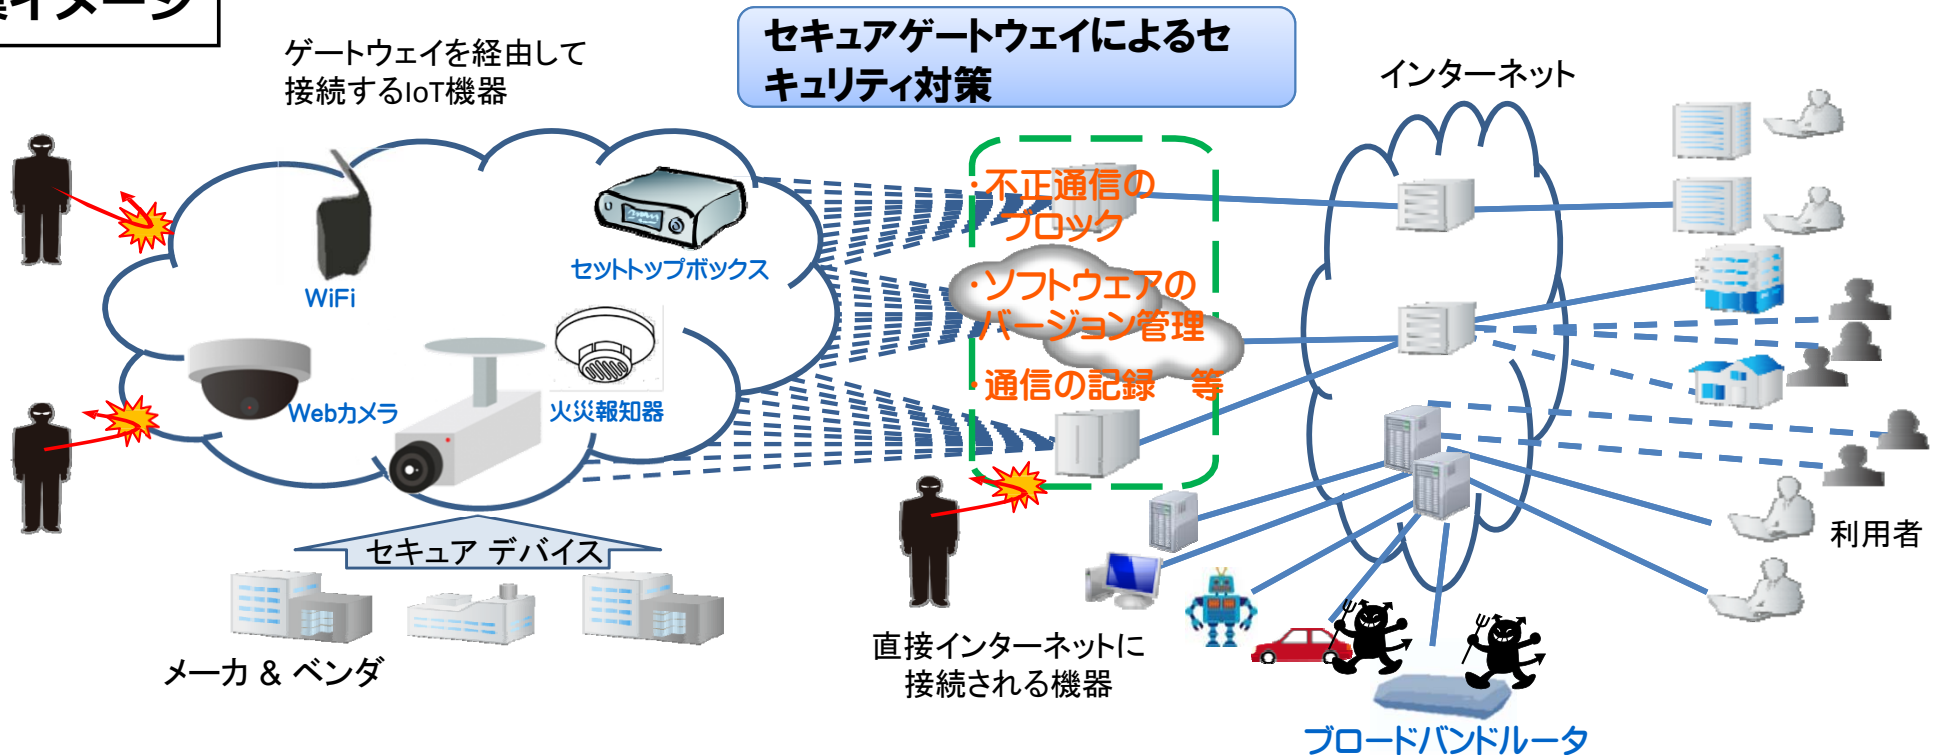 イメージ
ゲートウェイを経由して
接続するIoT機器
セキュアゲートウェイによるセ
キュリティ対策
インターネット
・不正通信の
ブロック
・ソフトウェアの
バージョン管理
・通信の記録　等
WiFi
セットトップボックス
Webカメラ
火災報知器
セキュア デバイス
メーカ & ベンダ
直接インターネットに
接続される機器
利用者
ブロードバンドルータ